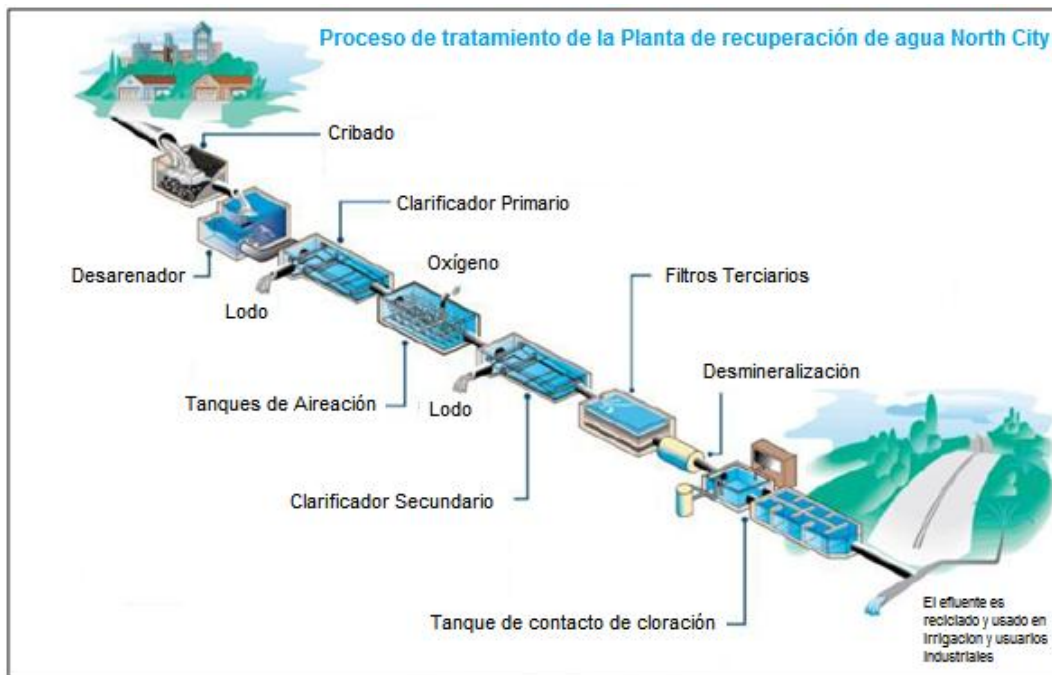 Proceso de tratamiento de la Planta de recuperación de agua North City
Cribado
Clarificador Primario
Oxígeno
Filtros Terciarios
Desarenador
Lodo
Desmineralización
Tanques de Aireación
Lodo
Clarificador Secundario
Tanque de contacto de cloración
El efluente es
reciclado y usado en
irrigacion y usuarios
industriales